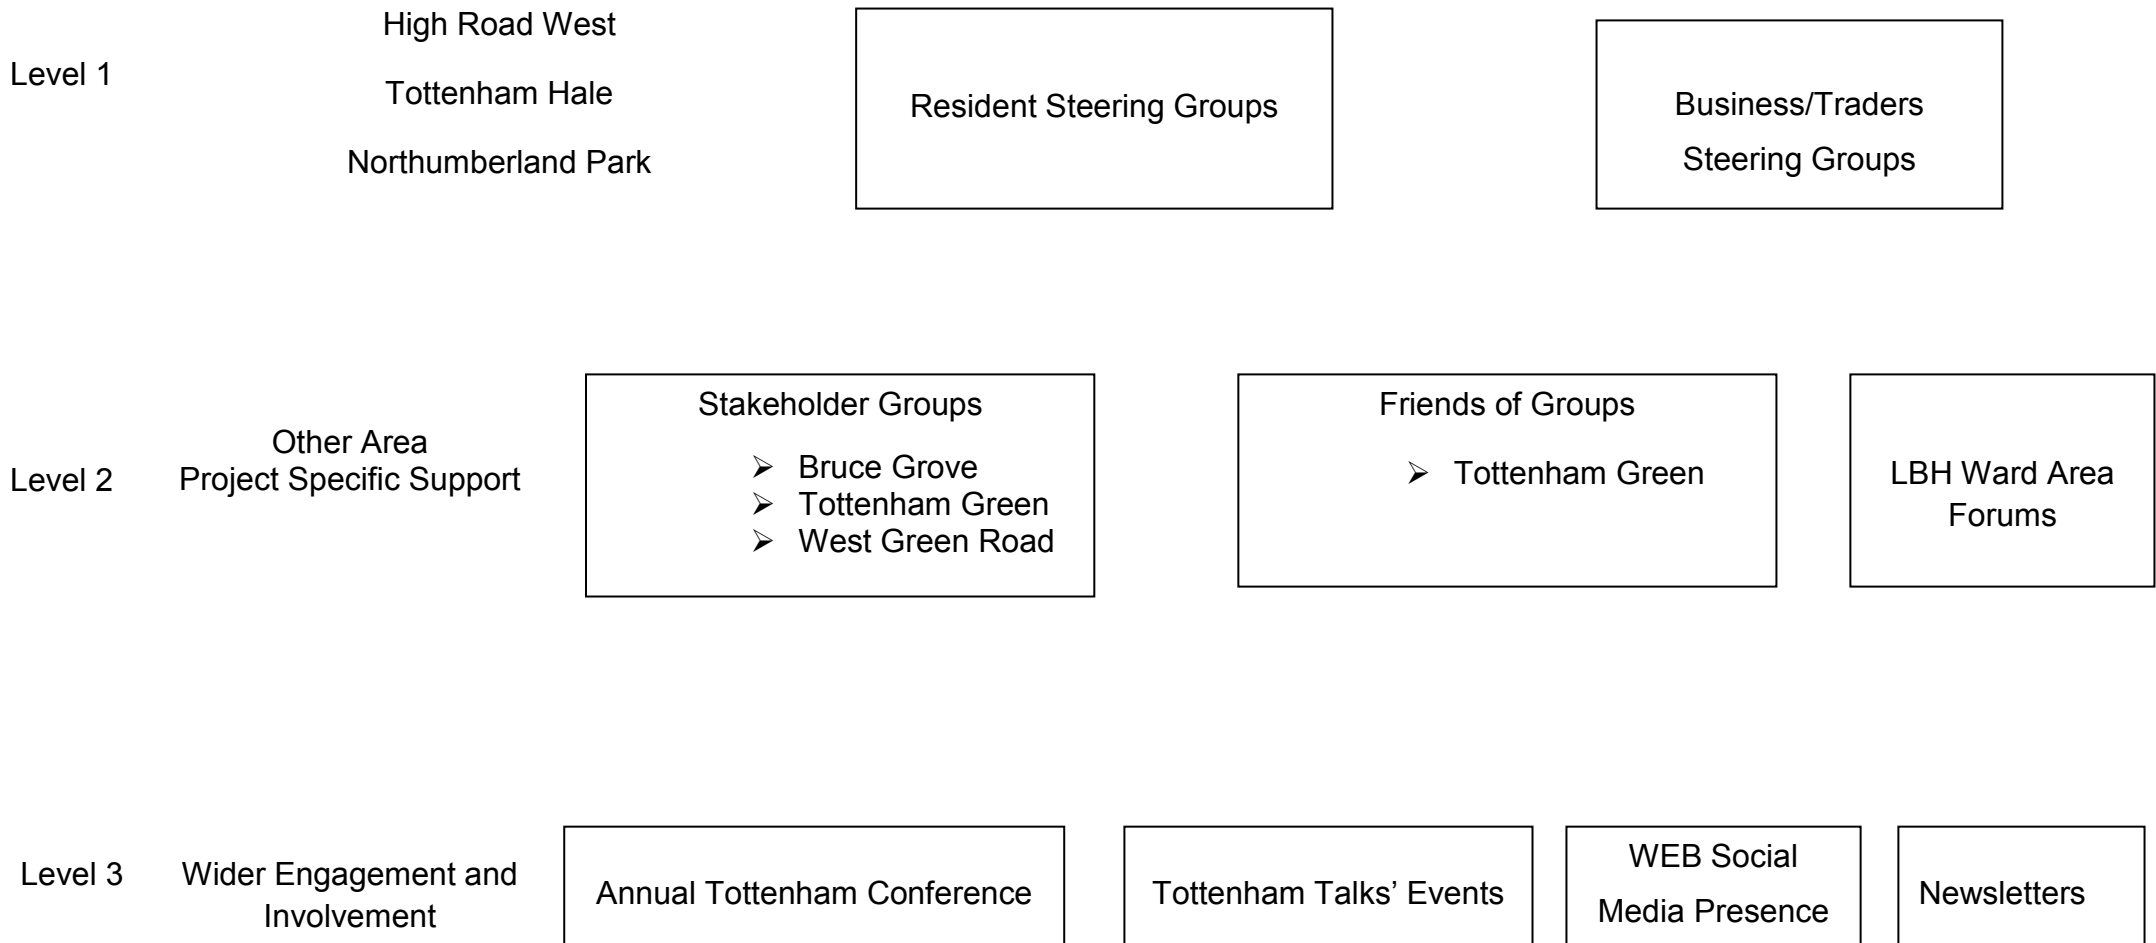 Level 1
High Road West
Tottenham Hale
Northumberland Park
Resident Steering Groups
Business/Traders
Steering Groups
Level 2
Other Area
Project Specific Support
Stakeholder Groups
➢ Bruce Grove
➢ Tottenham Green
➢ West Green Road
Friends of Groups
➢ Tottenham Green
LBH Ward Area
Forums
Level 3
Wider Engagement and
Involvement
Annual Tottenham Conference
Tottenham Talks’ Events
WEB Social
Media Presence
Newsletters